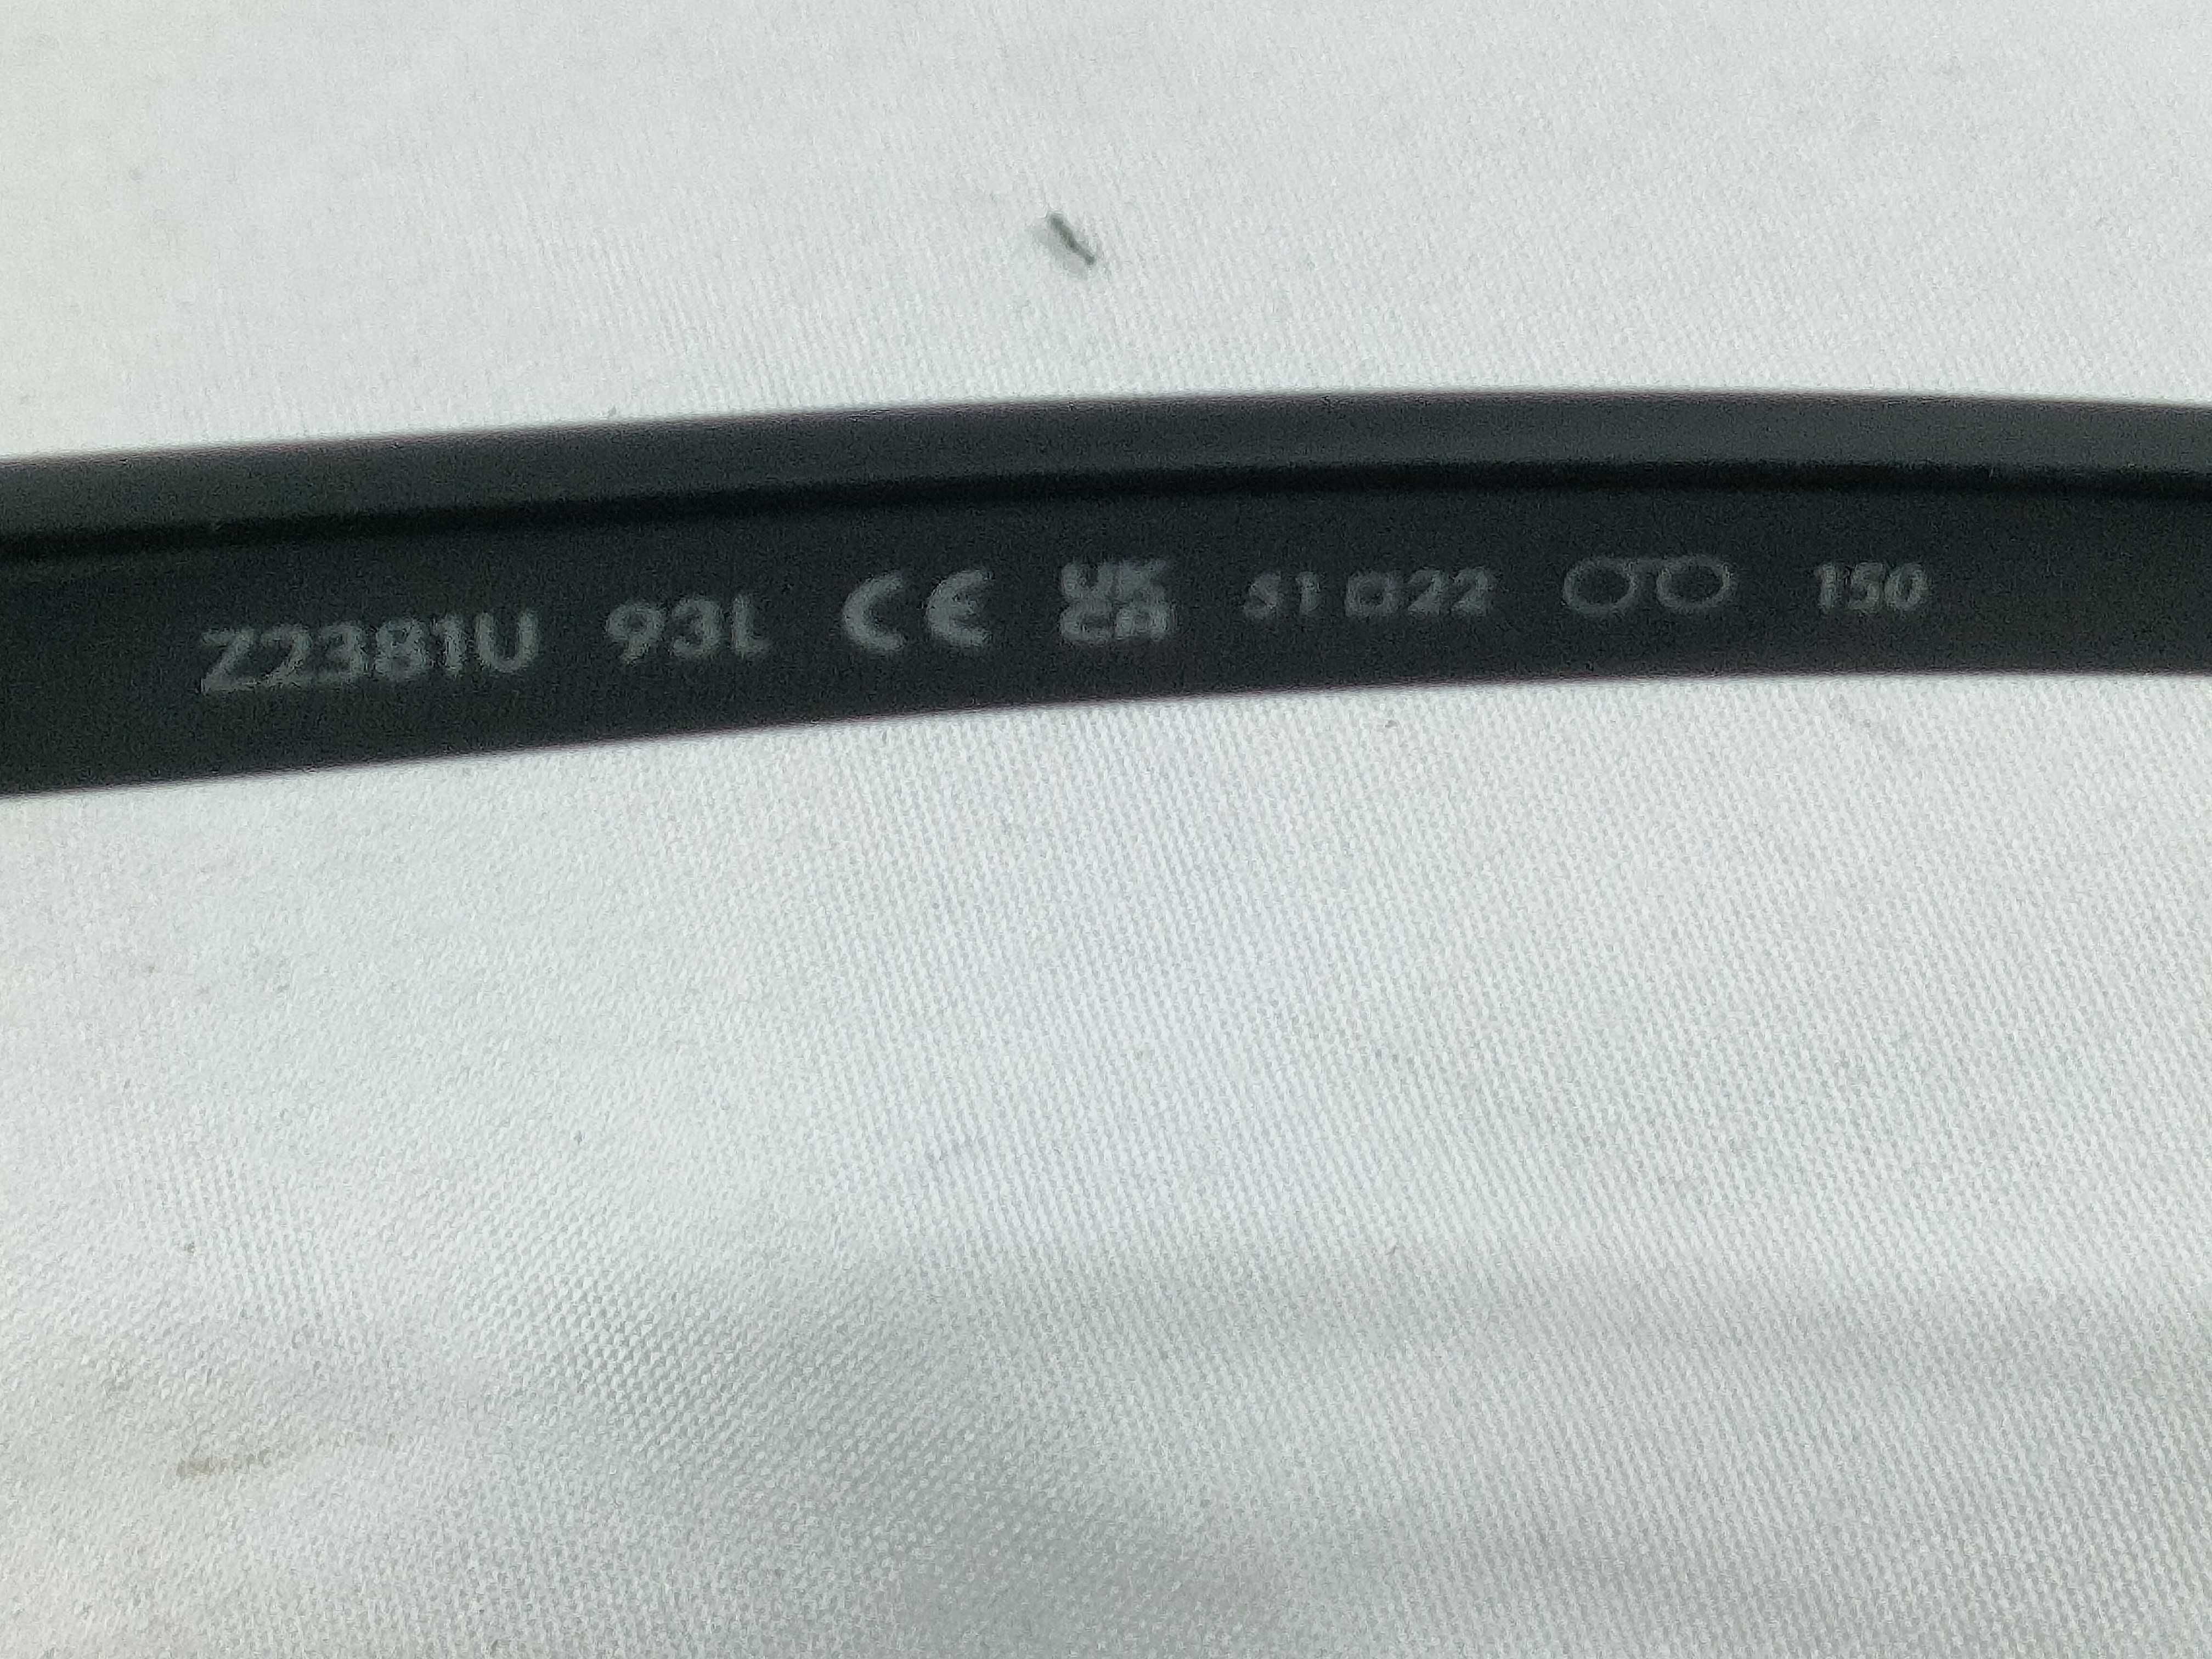 Z2381U 93L CE UK CA 51 □ 22 150